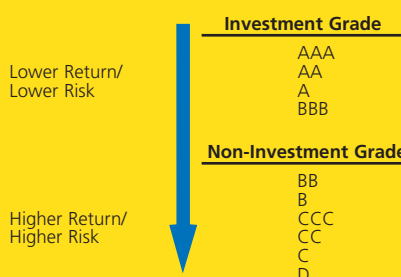 Investment Grade
AAA
Lower Return/
AA
Lower Risk
A
BBB
Non-Investment Grade
BB
B
Higher Return/
CCC
Higher Risk
CC
C
D